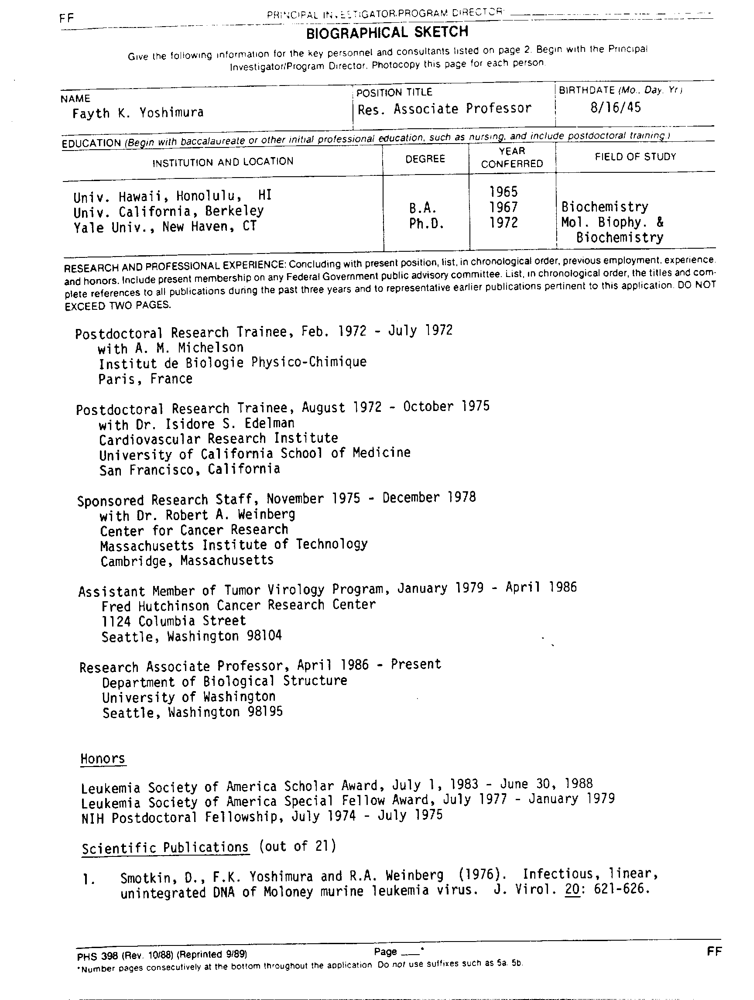 FF
PRINCIPAL INVESTIGATOR/PROGRAM DIRECTOR
BIOGRAPHICAL SKETCH
Give the following information for the key personnel and consultants listed on page 2. Begin with the Principal
Investigator/Program Director. Photocopy this page for each person.
NAME
Fayth K. Yoshimura
POSITION TITLE
Res. Associate Professor
BIRTHDATE (Mo., Day, Yr)
8/16/45
EDUCATION (Begin with baccalaureate or other initial professional education, such as nursing, and include postdoctoral training.)
INSTITUTION AND LOCATION DEGREE YEAR CONFERRED FIELD OF STUDY
Univ. Hawaii, Honolulu, HI 1965
Univ. California, Berkeley B.A. 1967 Biochemistry
Yale Univ., New Haven, CT Ph.D. 1972 Mol. Biophy. &
Biochemistry
RESEARCH AND PROFESSIONAL EXPERIENCE: Concluding with present position, list, in chronological order, previous employment, experience,
and honors. Include present membership on any Federal Government public advisory committee. List, in chronological order, the titles and com-
plete references to all publications during the past three years and to representative earlier publications pertinent to this application. DO NOT
EXCEED TWO PAGES.
Postdoctoral Research Trainee, Feb. 1972 - July 1972
with A. M. Michelson
Institut de Biologie Physico-Chimique
Paris, France
Postdoctoral Research Trainee, August 1972 - October 1975
with Dr. Isidore S. Edelman
Cardiovascular Research Institute
University of California School of Medicine
San Francisco, California
Sponsored Research Staff, November 1975 - December 1978
with Dr. Robert A. Weinberg
Center for Cancer Research
Massachusetts Institute of Technology
Cambridge, Massachusetts
Assistant Member of Tumor Virology Program, January 1979 - April 1986
Fred Hutchinson Cancer Research Center
1124 Columbia Street
Seattle, Washington 98104
Research Associate Professor, April 1986 - Present
Department of Biological Structure
University of Washington
Seattle, Washington 98195
Honors
Leukemia Society of America Scholar Award, July 1, 1983 - June 30, 1988
Leukemia Society of America Special Fellow Award, July 1977 - January 1979
NIH Postdoctoral Fellowship, July 1974 - July 1975
Scientific Publications (out of 21)
1. Smotkin, D., F.K. Yoshimura and R.A. Weinberg (1976). Infectious, linear,
unintegrated DNA of Moloney murine leukemia virus. J. Virol. 20: 621-626.
PHS 398 (Rev. 10/88) (Reprinted 9/89) Page ___* FF
*Number pages consecutively at the bottom throughout the application. Do not use suffixes such as 5a, 5b.